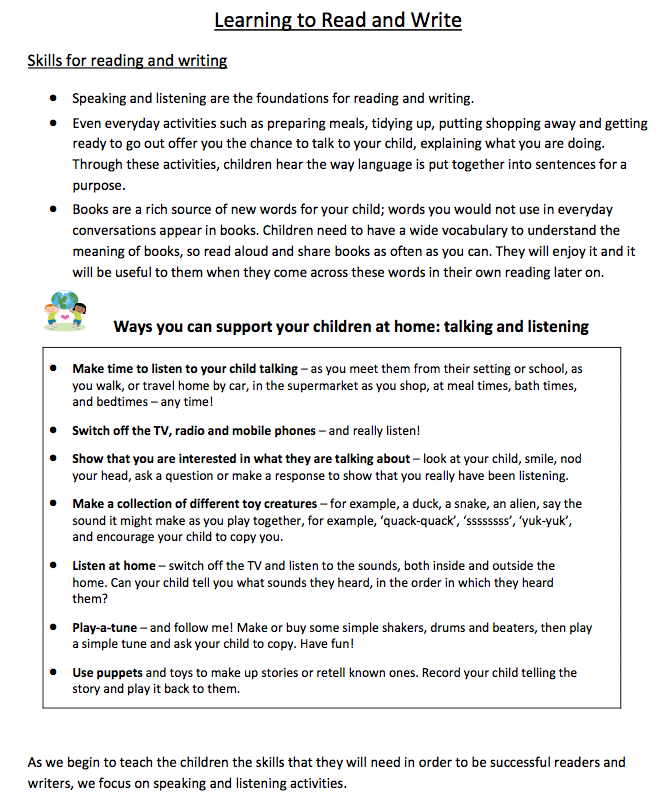 Learning to Read and Write
Skills for reading and writing
• Speaking and listening are the foundations for reading and writing.
• Even everyday activities such as preparing meals, tidying up, putting shopping away and getting
ready to go out offer you the chance to talk to your child, explaining what you are doing.
Through these activities, children hear the way language is put together into sentences for a
purpose.
• Books are a rich source of new words for your child; words you would not use in everyday
conversations appear in books. Children need to have a wide vocabulary to understand the
meaning of books, so read aloud and share books as often as you can. They will enjoy it and it
will be useful to them when they come across these words in their own reading later on.
Ways you can support your children at home: talking and listening
• Make time to listen to your child talking – as you meet them from their setting or school, as
you walk, or travel home by car, in the supermarket as you shop, at meal times, bath times,
and bedtimes – any time!
• Switch off the TV, radio and mobile phones – and really listen!
• Show that you are interested in what they are talking about – look at your child, smile, nod
your head, ask a question or make a response to show that you really have been listening.
• Make a collection of different toy creatures – for example, a duck, a snake, an alien, say the
sound it might make as you play together, for example, ‘quack-quack’, ‘ssssssss’, ‘yuk-yuk’,
and encourage your child to copy you.
• Listen at home – switch off the TV and listen to the sounds, both inside and outside the
home. Can your child tell you what sounds they heard, in the order in which they heard
them?
• Play-a-tune – and follow me! Make or buy some simple shakers, drums and beaters, then play
a simple tune and ask your child to copy. Have fun!
• Use puppets and toys to make up stories or retell known ones. Record your child telling the
story and play it back to them.
As we begin to teach the children the skills that they will need in order to be successful readers and
writers, we focus on speaking and listening activities.